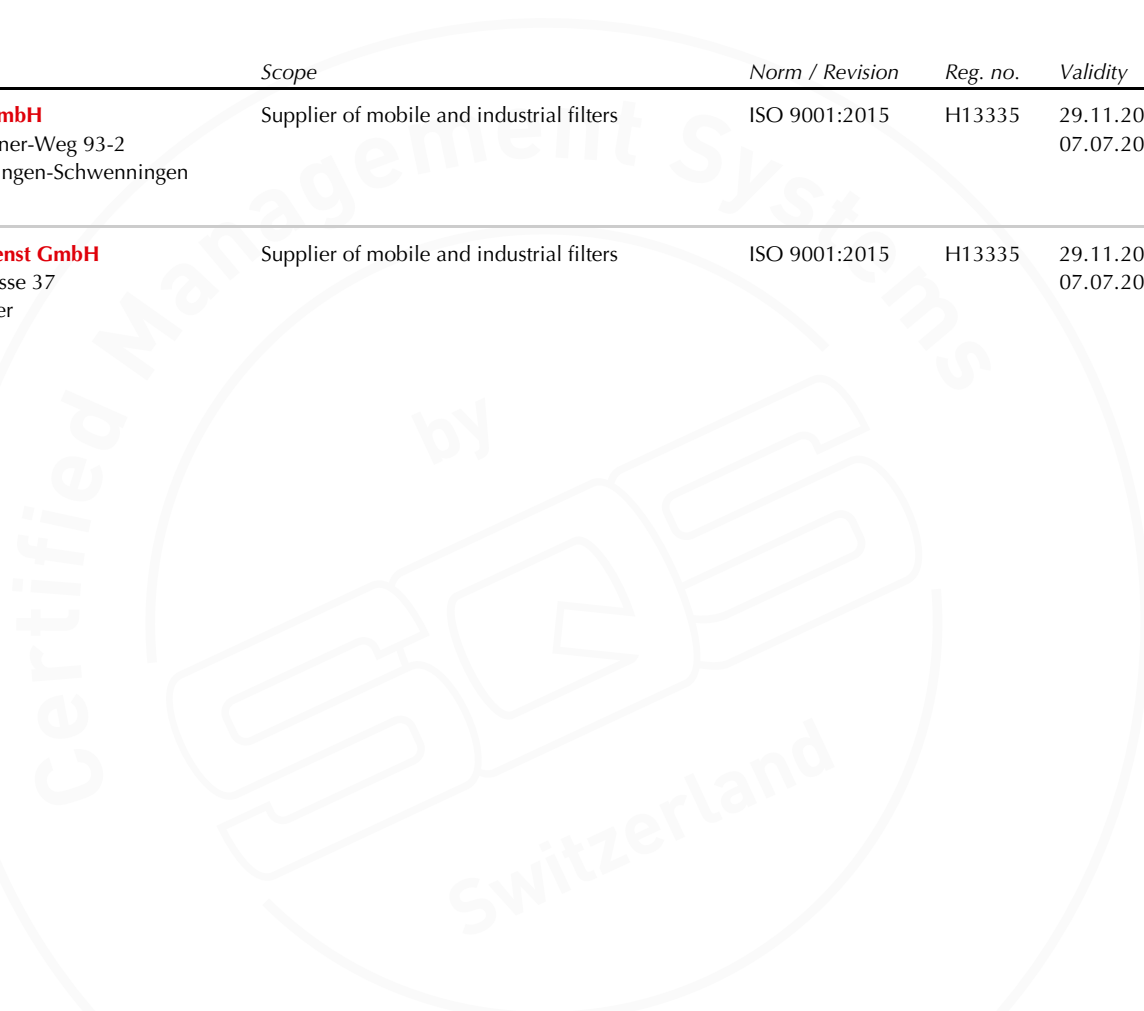 Scope Norm / Revision Reg. no. Validity
mbH Supplier of mobile and industrial filters ISO 9001:2015 H13335 29.11.20
ner-Weg 93-2 07.07.20
ngen-Schwenningen
enst GmbH Supplier of mobile and industrial filters ISO 9001:2015 H13335 29.11.20
sse 37 07.07.20
er
Certified Management Systems
by
SQS
Switzerland